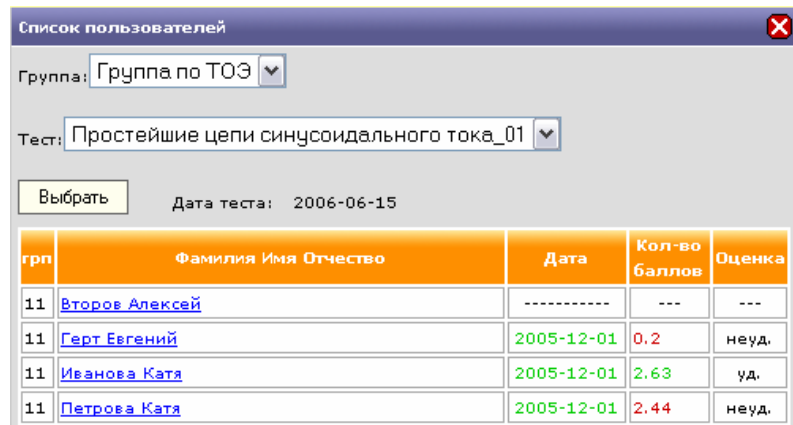 Список пользователей
Группа: Группа по ТОЭ
Тест: Простейшие цепи синусоидального тока_01
Выбрать Дата теста: 2006-06-15
грп Фамилия Имя Отчество Дата Кол-во баллов Оценка
11 Второв Алексей ----------- --- ---
11 Герт Евгений 2005-12-01 0.2 неуд.
11 Иванова Катя 2005-12-01 2.63 уд.
11 Петрова Катя 2005-12-01 2.44 неуд.